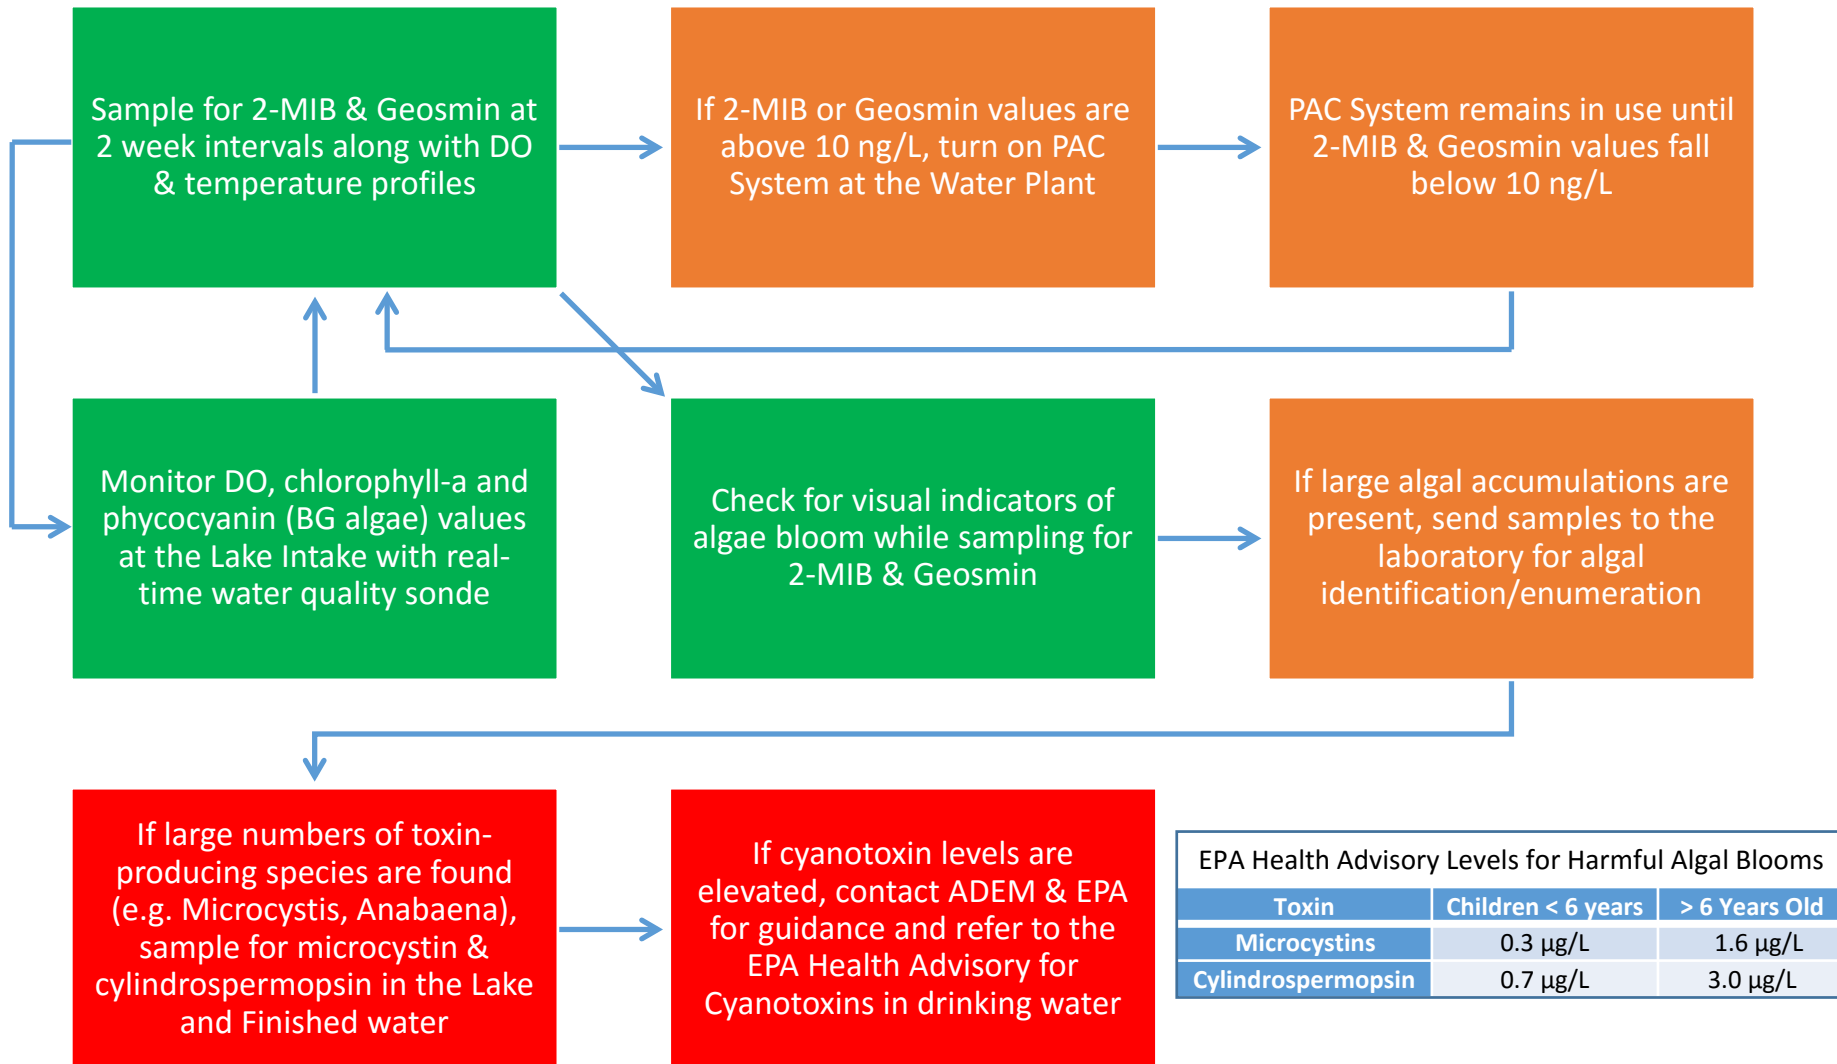 Sample for 2-MIB & Geosmin at
2 week intervals along with DO
& temperature profiles
If 2-MIB or Geosmin values are
above 10 ng/L, turn on PAC
System at the Water Plant
PAC System remains in use until
2-MIB & Geosmin values fall
below 10 ng/L
Monitor DO, chlorophyll-a and
phycocyanin (BG algae) values
at the Lake Intake with real-
time water quality sonde
Check for visual indicators of
algae bloom while sampling for
2-MIB & Geosmin
If large algal accumulations are
present, send samples to the
laboratory for algal
identification/enumeration
If large numbers of toxin-
producing species are found
(e.g. Microcystis, Anabaena),
sample for microcystin &
cylindrospermopsin in the Lake
and Finished water
If cyanotoxin levels are
elevated, contact ADEM & EPA
for guidance and refer to the
EPA Health Advisory for
Cyanotoxins in drinking water
EPA Health Advisory Levels for Harmful Algal Blooms
Toxin Children < 6 years > 6 Years Old
Microcystins 0.3 µg/L 1.6 µg/L
Cylindrospermopsin 0.7 µg/L 3.0 µg/L